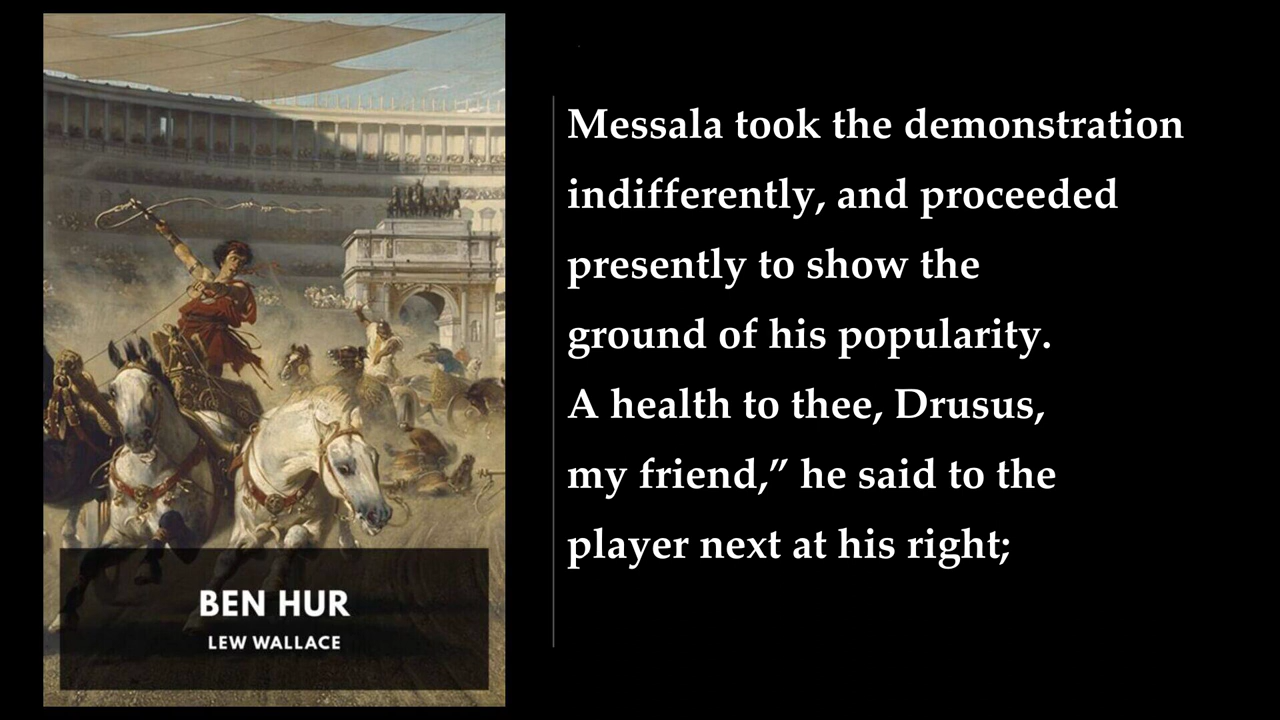 BEN HUR
LEW WALLACE
Messala took the demonstration
indifferently, and proceeded
presently to show the
ground of his popularity.
A health to thee, Drusus,
my friend,” he said to the
player next at his right;